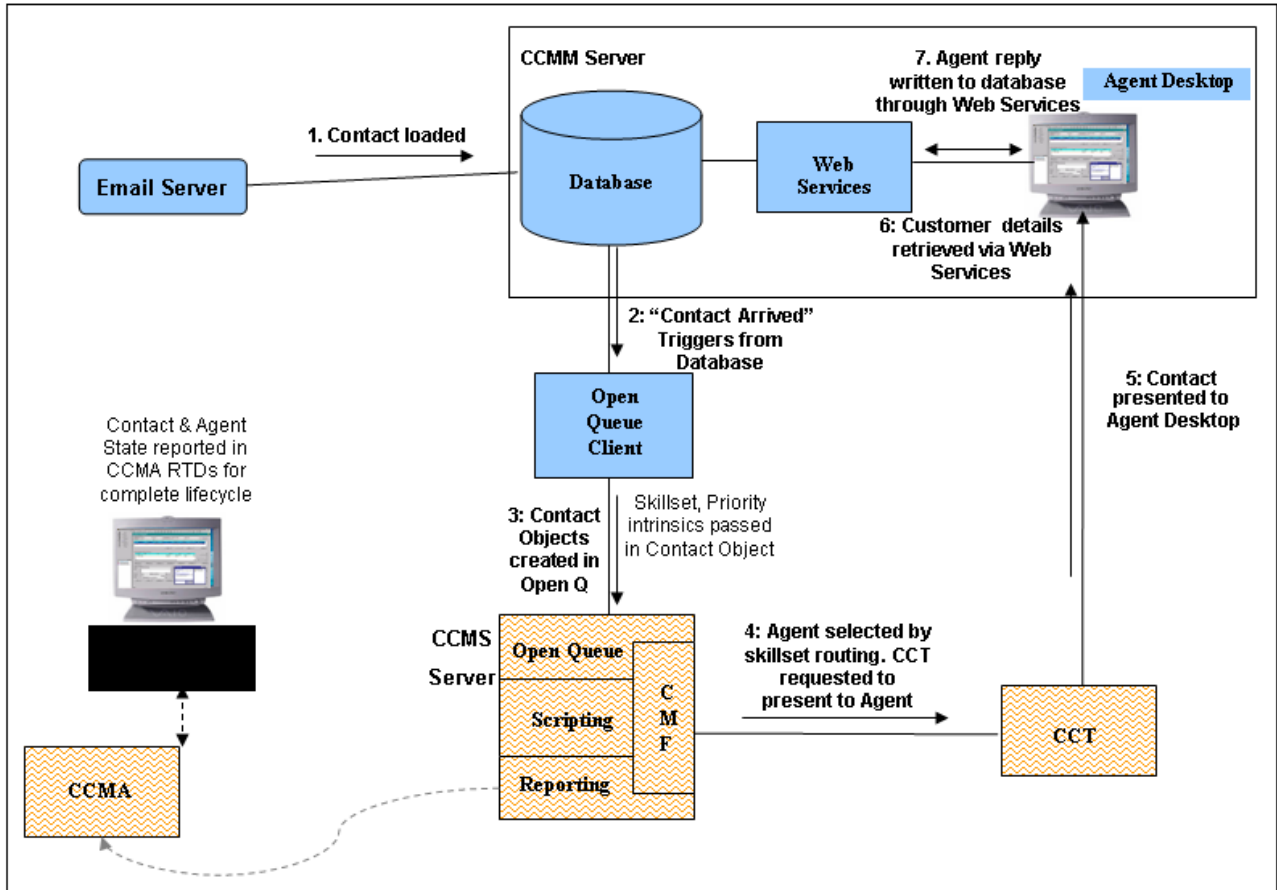 CCMM Server
7. Agent reply
written to database
through Web Services
Agent Desktop
1. Contact loaded
Email Server
Database
Web
Services
6: Customer details
retrieved via Web
Services
2: “Contact Arrived”
Triggers from
Database
Open
Queue
Client
5: Contact
presented to
Agent Desktop
Contact & Agent
State reported in
CCMA RTDs for
complete lifecycle
3: Contact
Objects
created in
Open Q
Skillset, Priority
intrinsics passed
in Contact Object
CCMS
Server
Open Queue
Scripting
Reporting
C
M
F
4: Agent selected by
skillset routing. CCT
requested to
present to Agent
CCT
CCMA